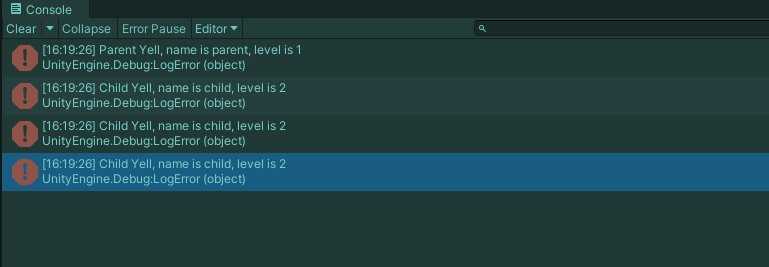 Console
Clear Collapse Error Pause Editor
[16:19:26] Parent Yell, name is parent, level is 1
UnityEngine.Debug:LogError (object)
[16:19:26] Child Yell, name is child, level is 2
UnityEngine.Debug:LogError (object)
[16:19:26] Child Yell, name is child, level is 2
UnityEngine.Debug:LogError (object)
[16:19:26] Child Yell, name is child, level is 2
UnityEngine.Debug:LogError (object)